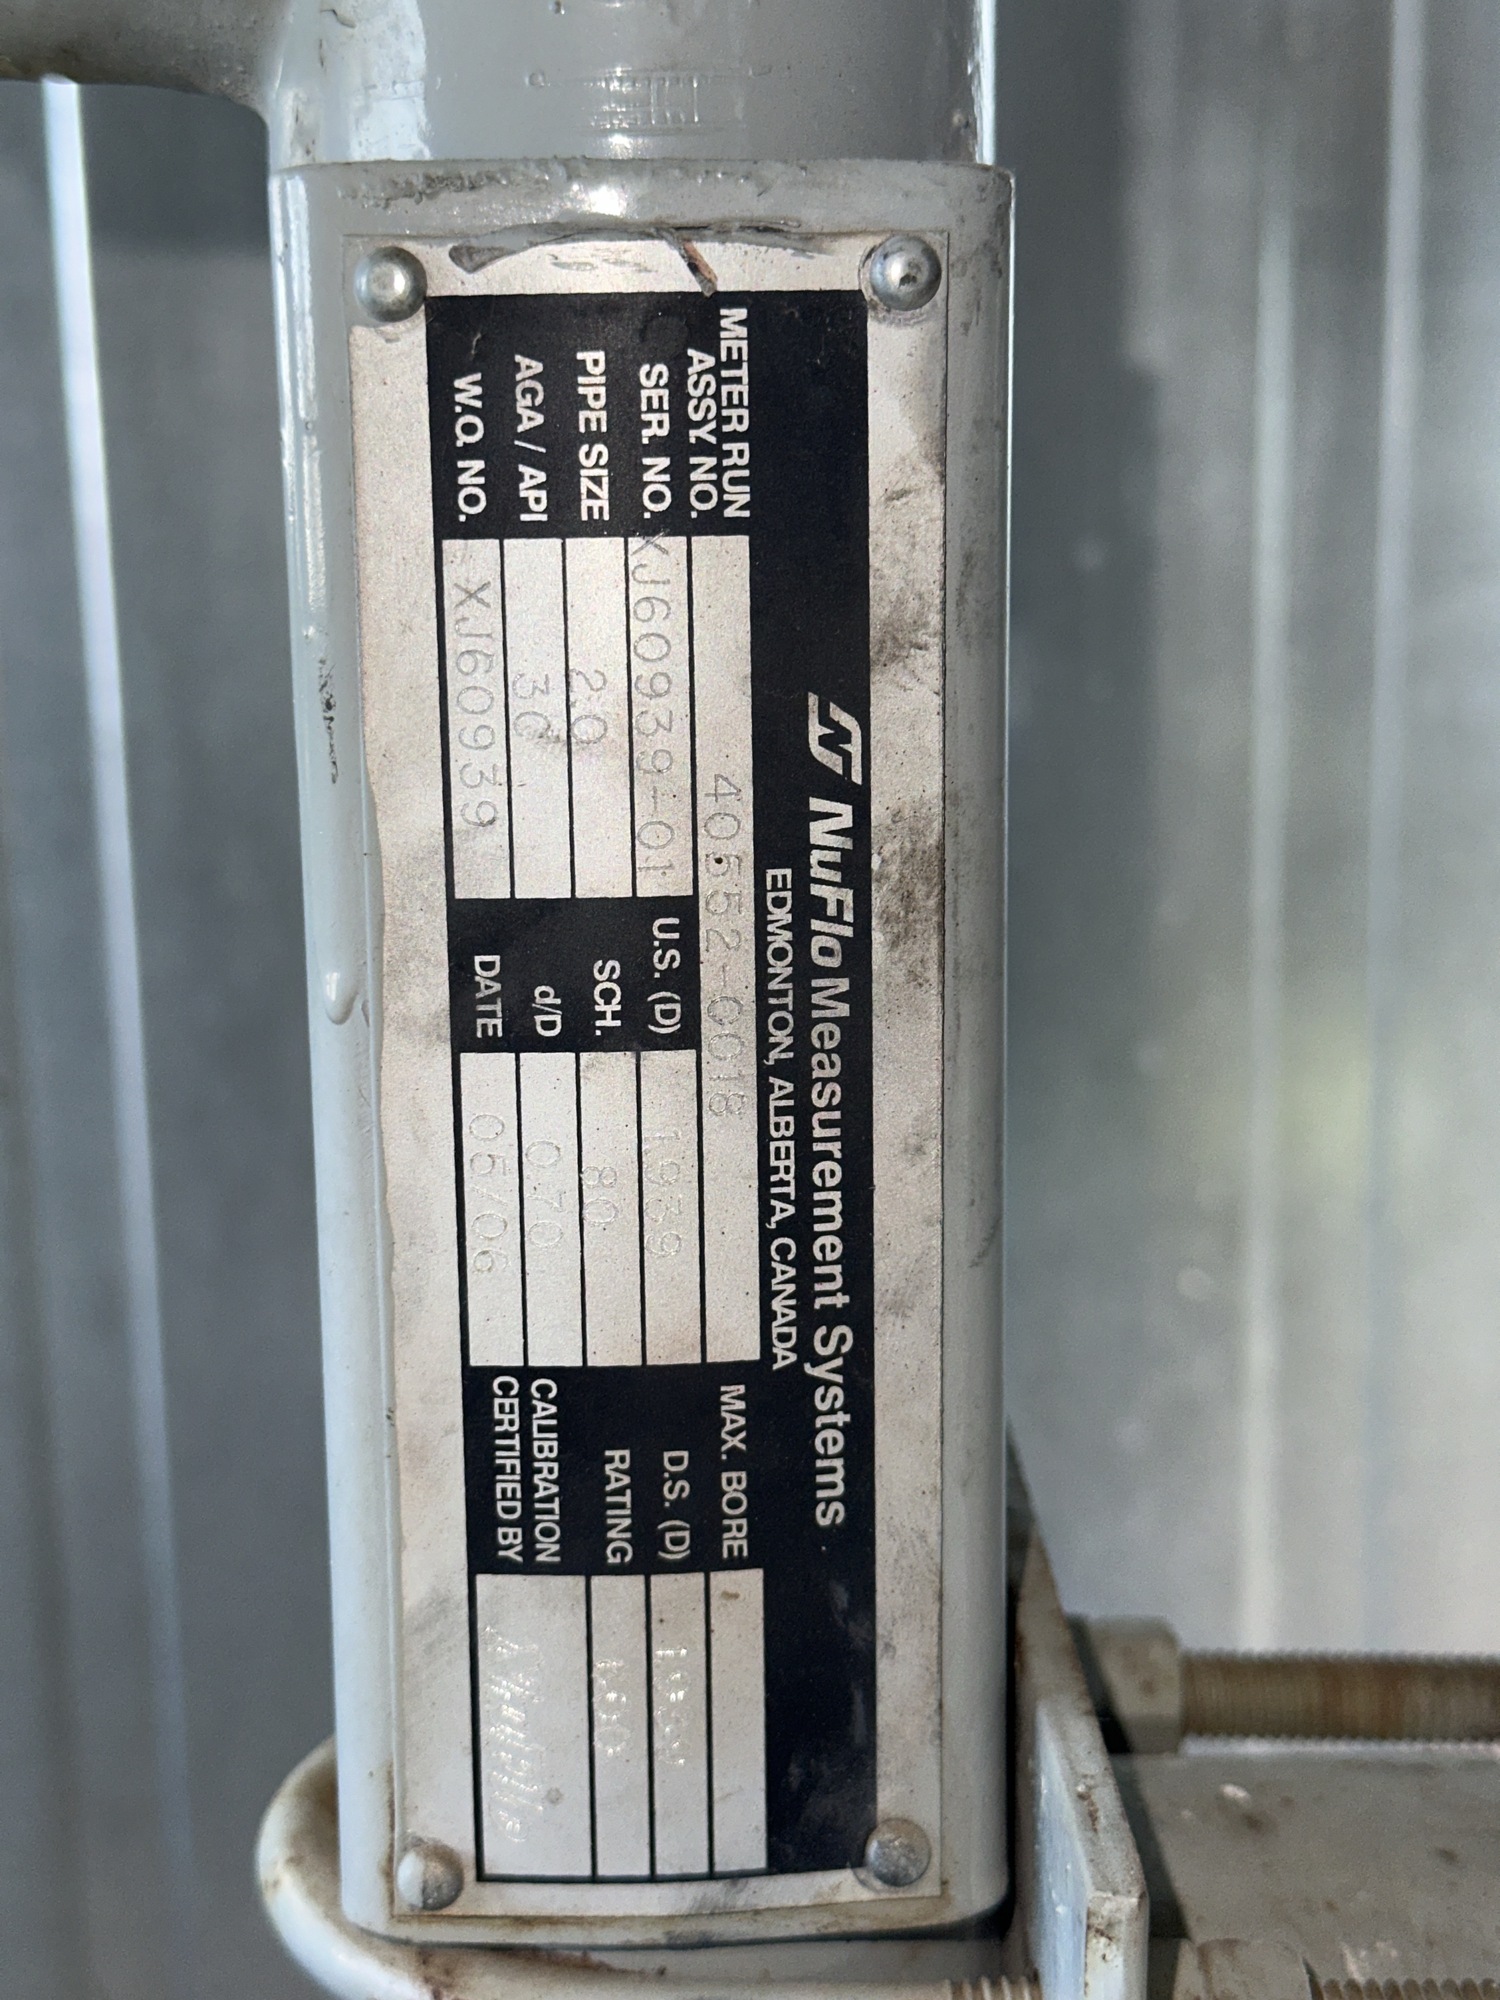 NuFlo Measurement Systems
EDMONTON, ALBERTA, CANADA
METER RUN
ASSY. NO. 40552-0018 MAX. BORE
SER. NO. XJ60939-01 U.S. (D) 1.939 D.S. (D)
PIPE SIZE 2.0 SCH. 80 RATING
AGA / API 30 d/D 0.70 CALIBRATION
W.O. NO. XJ60939 DATE 05/06 CERTIFIED BY